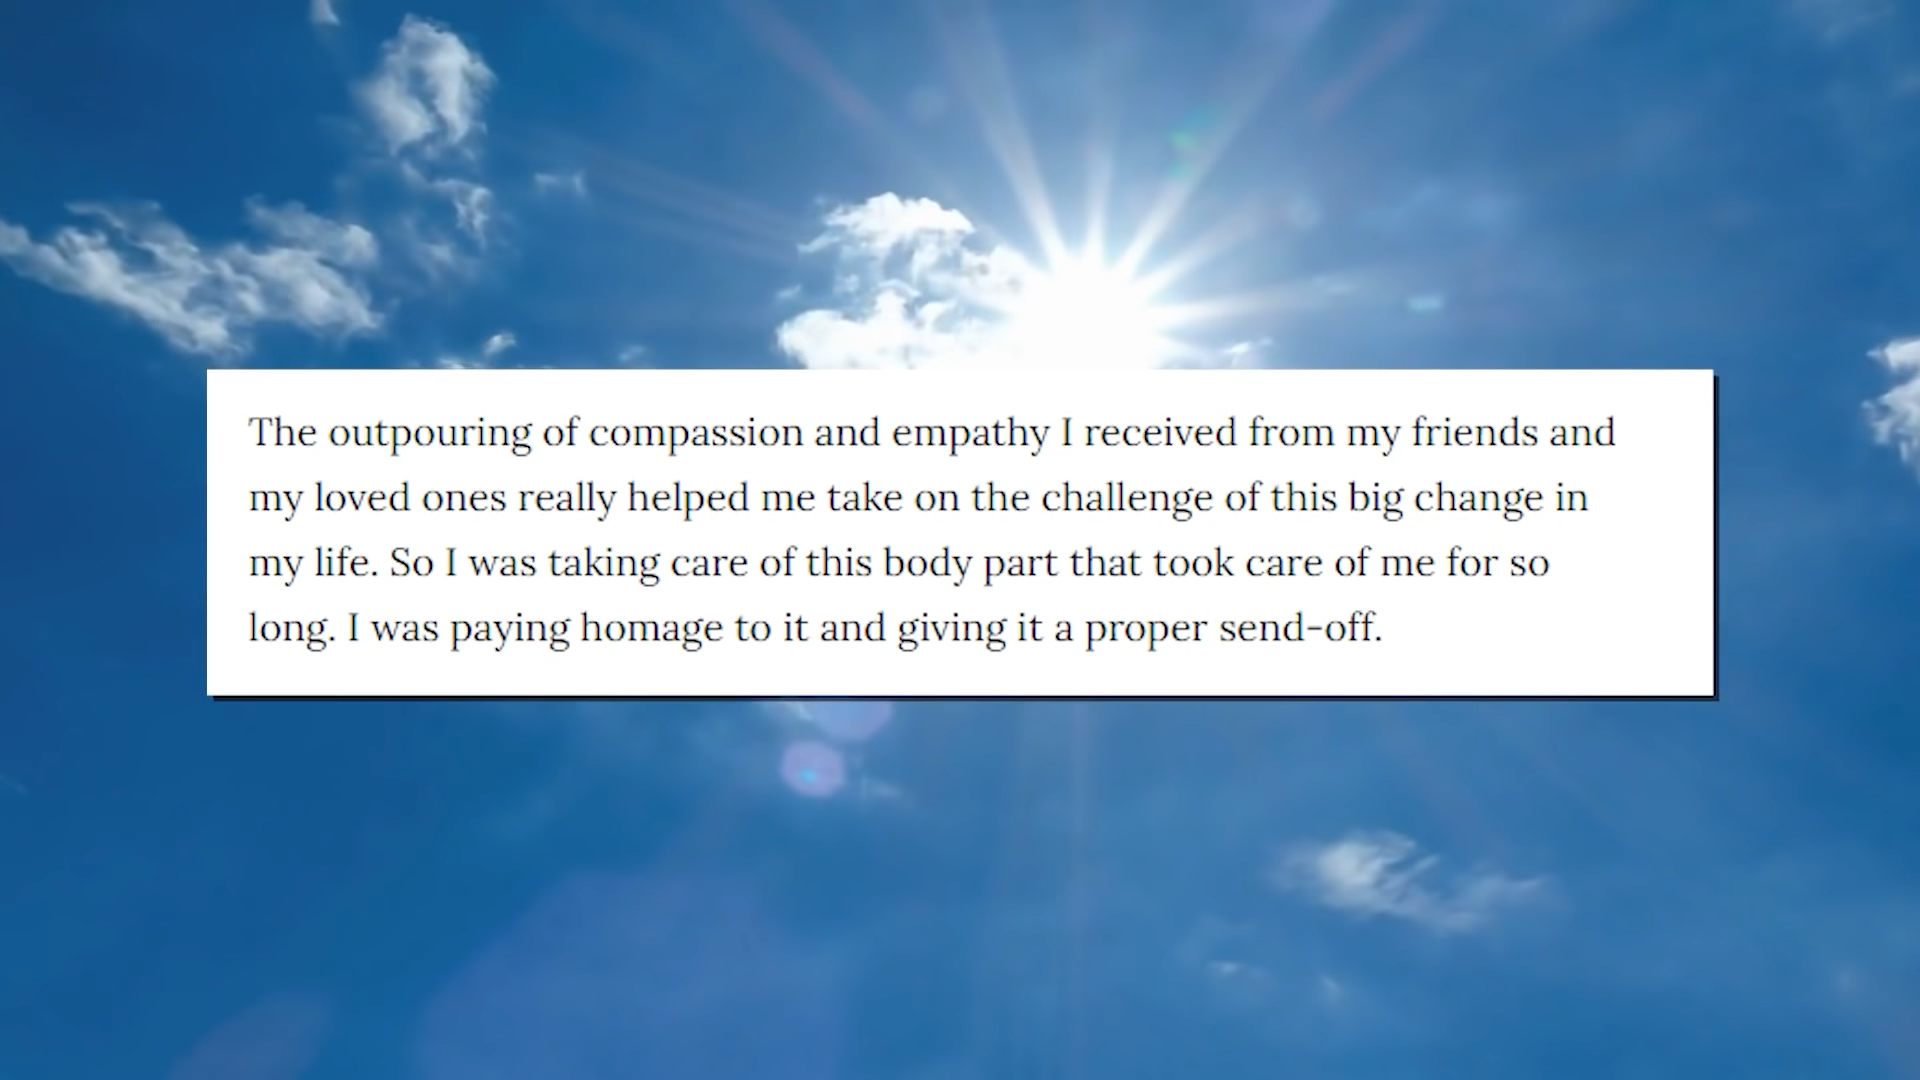 The outpouring of compassion and empathy I received from my friends and
my loved ones really helped me take on the challenge of this big change in
my life. So I was taking care of this body part that took care of me for so
long. I was paying homage to it and giving it a proper send-off.